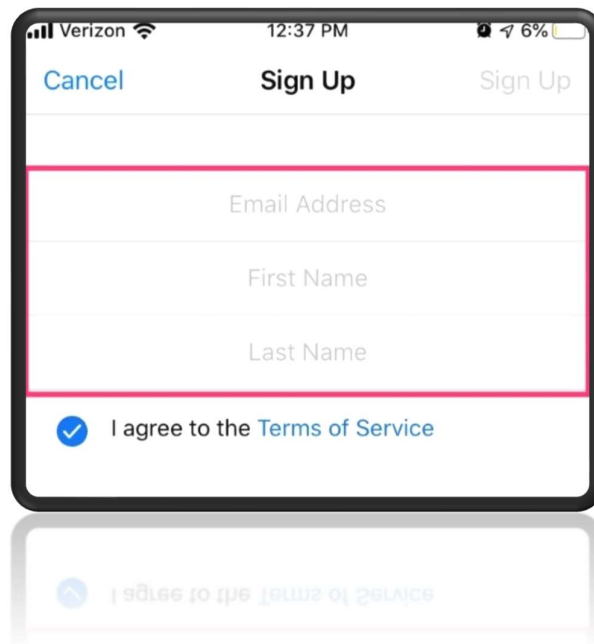 Verizon 12:37 PM 6%
Cancel Sign Up Sign Up
Email Address
First Name
Last Name
I agree to the Terms of Service
I agree to the Terms of Service